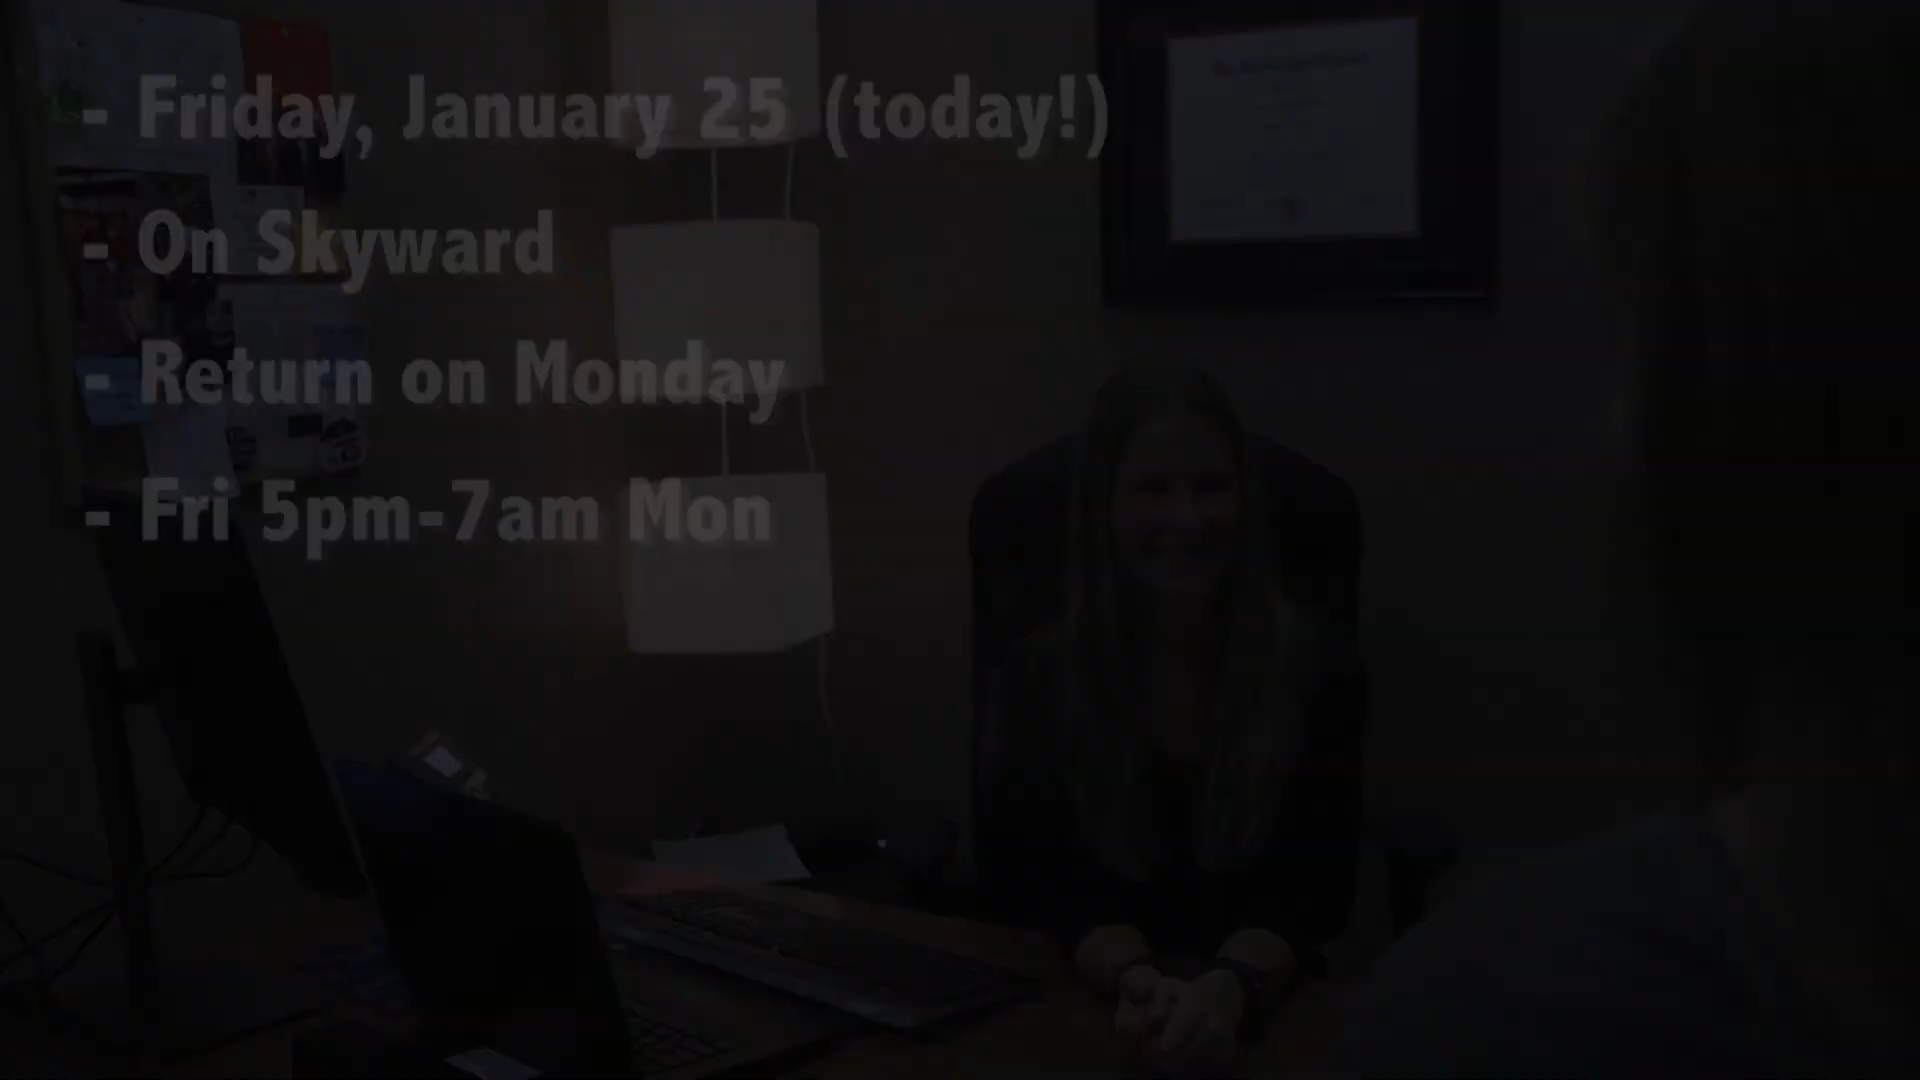 - Friday, January 25 (today!)
- On Skyward
- Return on Monday
- Fri 5pm-7am Mon